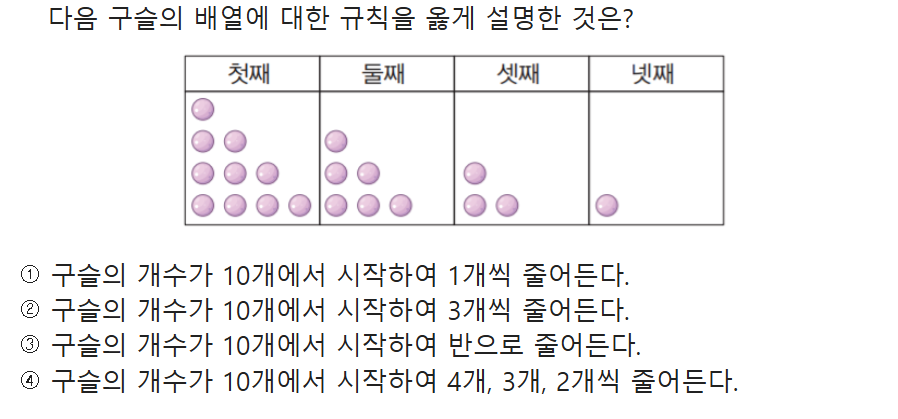 다음 구슬의 배열에 대한 규칙을 옳게 설명한 것은?
첫째 둘째 셋째 넷째
① 구슬의 개수가 10개에서 시작하여 1개씩 줄어든다.
② 구슬의 개수가 10개에서 시작하여 3개씩 줄어든다.
③ 구슬의 개수가 10개에서 시작하여 반으로 줄어든다.
④ 구슬의 개수가 10개에서 시작하여 4개, 3개, 2개씩 줄어든다.